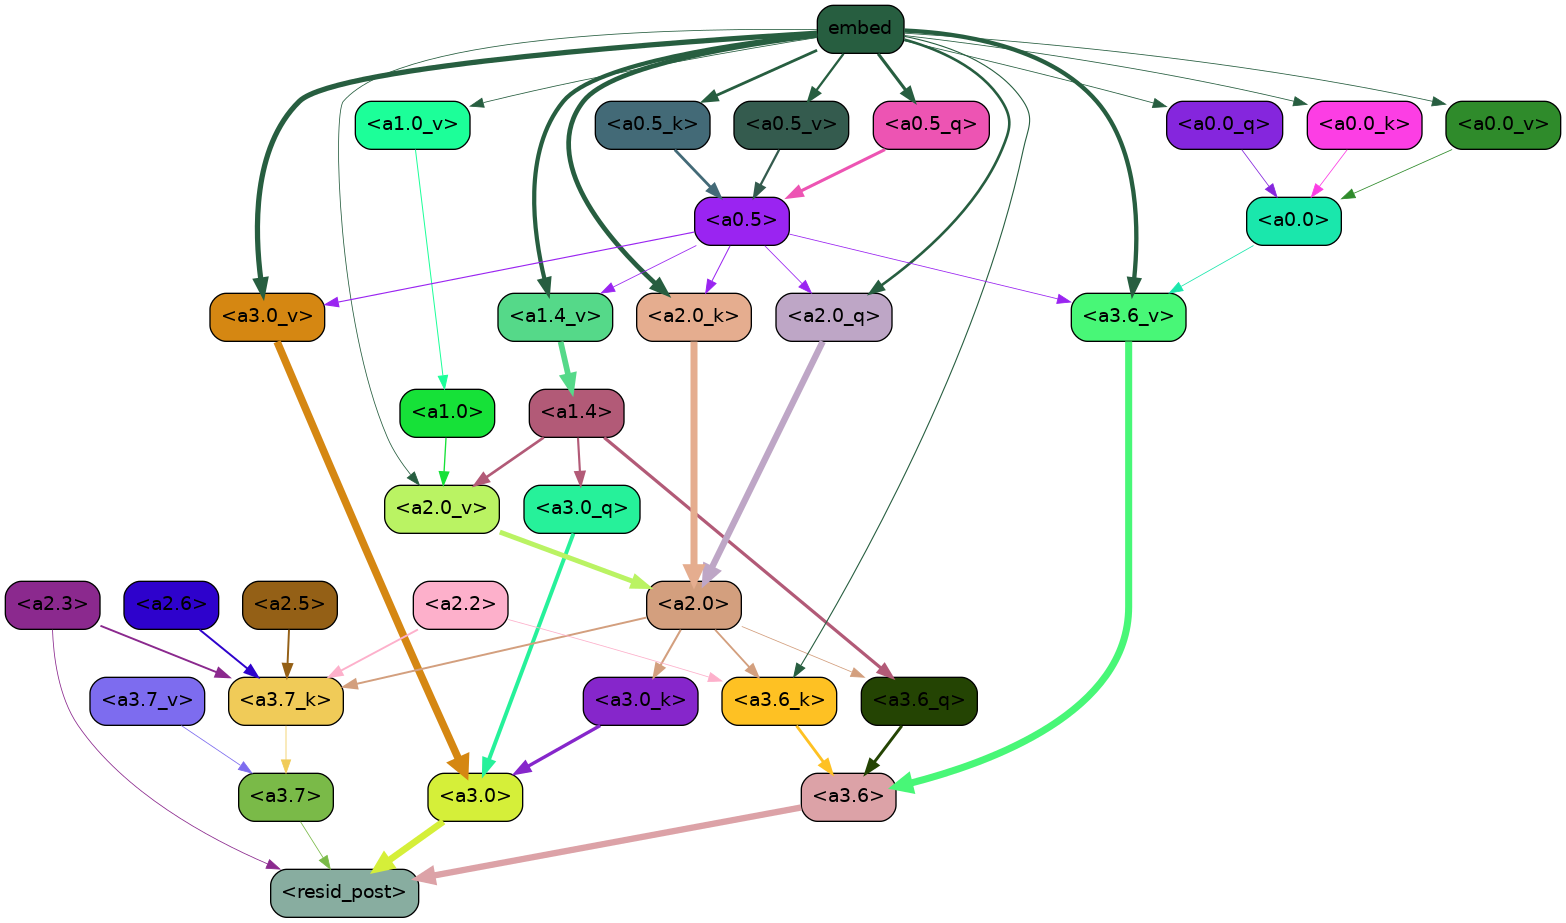 embed
<a1.0_v>
<a0.5_k>
<a0.5_v>
<a0.5_q>
<a0.0_q>
<a0.0_k>
<a0.0_v>
<a0.5>
<a0.0>
<a3.0_v>
<a1.4_v>
<a2.0_k>
<a2.0_q>
<a3.6_v>
<a1.0>
<a1.4>
<a2.0_v>
<a3.0_q>
<a2.3>
<a2.6>
<a2.5>
<a2.2>
<a2.0>
<a3.7_v>
<a3.7_k>
<a3.0_k>
<a3.6_k>
<a3.6_q>
<a3.7>
<a3.0>
<a3.6>
<resid_post>